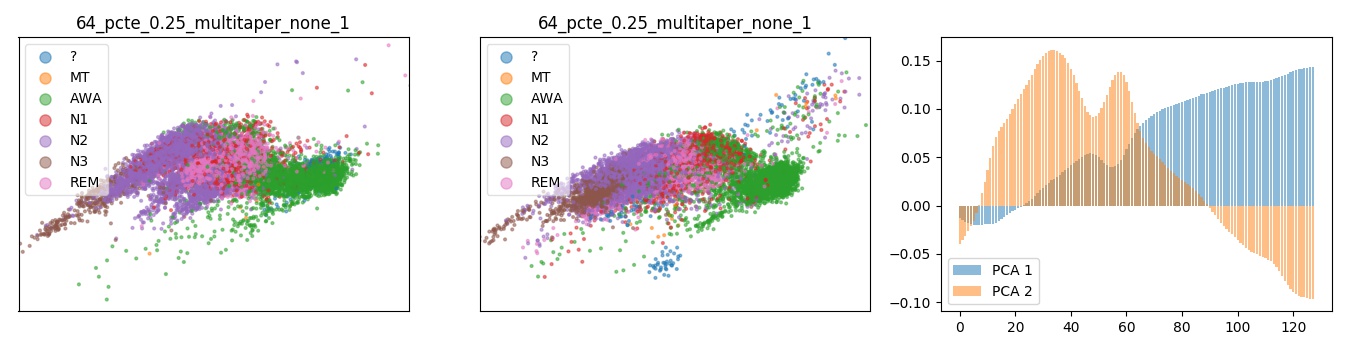 64_pcte_0.25_multitaper_none_1
?
MT
AWA
N1
N2
N3
REM
64_pcte_0.25_multitaper_none_1
?
MT
AWA
N1
N2
N3
REM
0.15
0.10
0.05
0.00
−0.05
−0.10
PCA 1
PCA 2
0 20 40 60 80 100 120